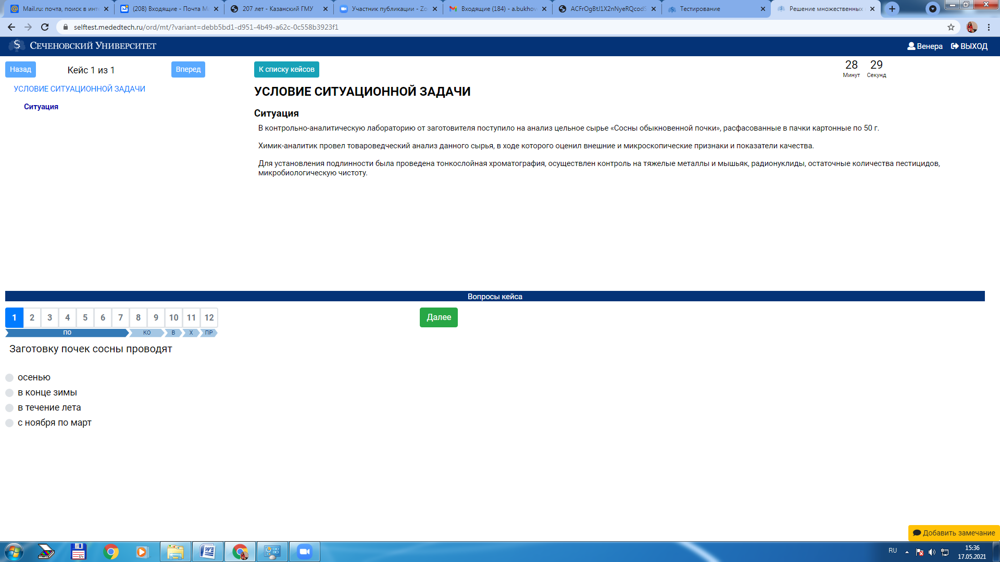 Mail.ru: почта, поиск в инт
(208) Входящие - Почта Ma
207 лет - Казанский ГМУ
Участник публикации - Zo
Входящие (184) - a.bukhov
ACFrOgBtJ1X2nNyeRQcodS
Тестирование
Решение множественных
selftest.mededtech.ru/ord/mt/?variant=debb5bd1-d951-4b49-a62c-0c558b3923f1
Сеченовский Университет
Венера
ВЫХОД
Назад
Кейс 1 из 1
Вперед
К списку кейсов
28
29
Минут
Секунд
УСЛОВИЕ СИТУАЦИОННОЙ ЗАДАЧИ
Ситуация
УСЛОВИЕ СИТУАЦИОННОЙ ЗАДАЧИ
Ситуация
В контрольно-аналитическую лабораторию от заготовителя поступило на анализ цельное сырье «Сосны обыкновенной почки», расфасованные в пачки картонные по 50 г.
Химик-аналитик провел товароведческий анализ данного сырья, в ходе которого оценил внешние и микроскопические признаки и показатели качества.
Для установления подлинности была проведена тонкослойная хроматография, осуществлен контроль на тяжелые металлы и мышьяк, радионуклиды, остаточные количества пестицидов,
микробиологическую чистоту.
Вопросы кейса
1 2 3 4 5 6 7 8 9 10 11 12
ПО КО В Х ПР
Далее
Заготовку почек сосны проводят
осенью
в конце зимы
в течение лета
с ноября по март
Добавить замечание
RU
15:36
17.05.2021